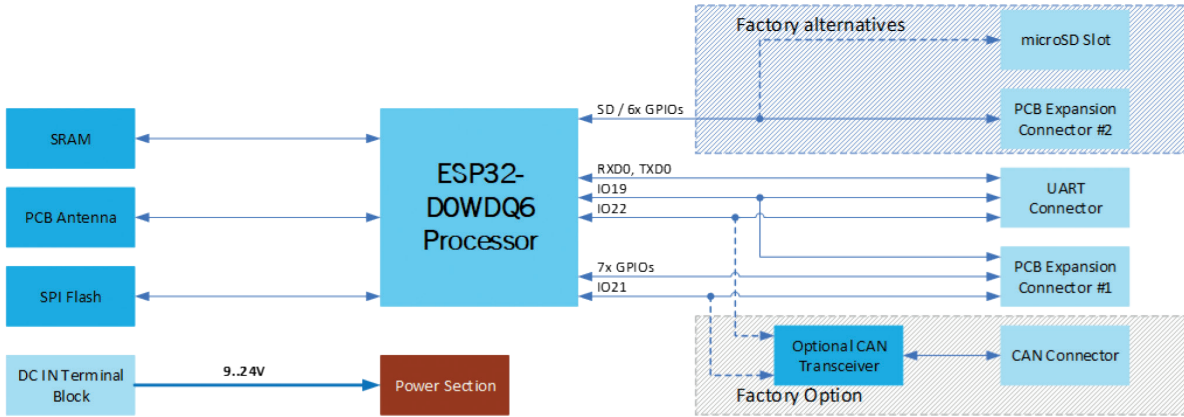 Factory alternatives
microSD Slot
SD / 6x GPIOs
PCB Expansion
Connector #2
SRAM
ESP32-
D0WDQ6
Processor
RXD0, TXD0
IO19
IO22
UART
Connector
PCB Antenna
7x GPIOs
IO21
PCB Expansion
Connector #1
SPI Flash
DC IN Terminal
Block
9..24V
Power Section
Optional CAN
Transceiver
CAN Connector
Factory Option